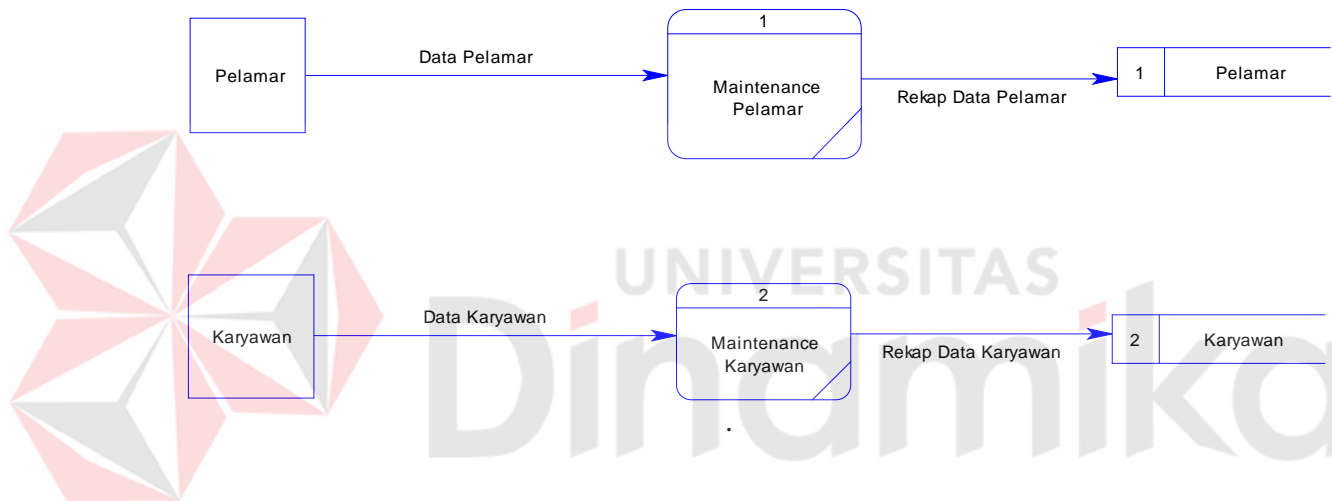 1
Pelamar
Data Pelamar
Maintenance
Pelamar
Rekap Data Pelamar
1
Pelamar
UNIVERSITAS
Dinamika
2
Karyawan
Data Karyawan
Maintenance
Karyawan
Rekap Data Karyawan
2
Karyawan
.